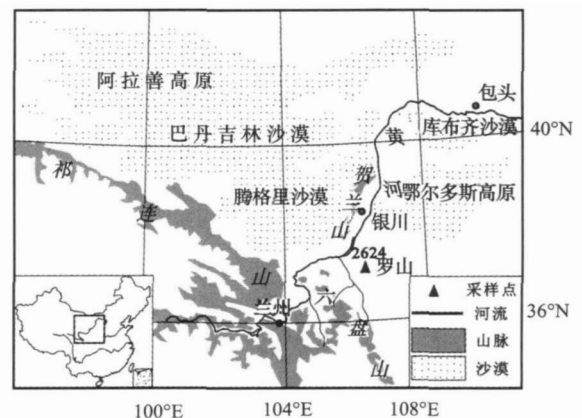 阿拉善高原
包头
巴丹吉林沙漠
黄
河
库布齐沙漠
40°N
祁
连
山
腾格里沙漠
贺
兰
山
鄂尔多斯高原
银川
2624
罗山
兰州
六
盘
山
采样点
河流
山脉
沙漠
36°N
100°E
104°E
108°E